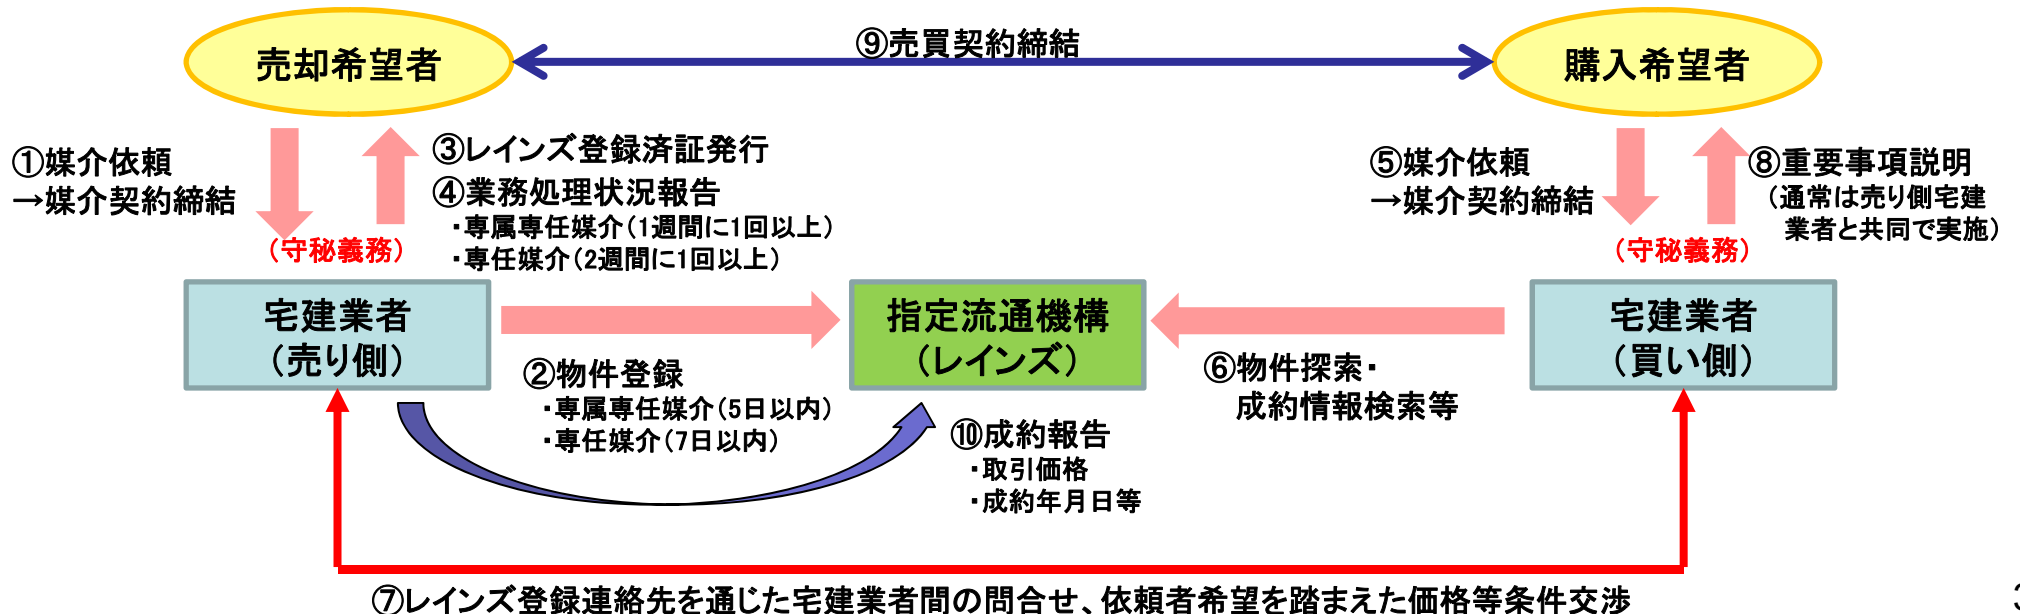 ⑨売買契約締結
売却希望者
購入希望者
①媒介依頼
→媒介契約締結
③レインズ登録済証発行
④業務処理状況報告
・専属専任媒介(1週間に1回以上)
・専任媒介(2週間に1回以上)
(守秘義務)
⑤媒介依頼
→媒介契約締結
⑧重要事項説明
(通常は売り側宅建
業者と共同で実施)
(守秘義務)
宅建業者
(売り側)
指定流通機構
(レインズ)
宅建業者
(買い側)
②物件登録
・専属専任媒介(5日以内)
・専任媒介(7日以内)
⑥物件探索・
成約情報検索等
⑩成約報告
・取引価格
・成約年月日等
⑦レインズ登録連絡先を通じた宅建業者間の問合せ、依頼者希望を踏まえた価格等条件交渉